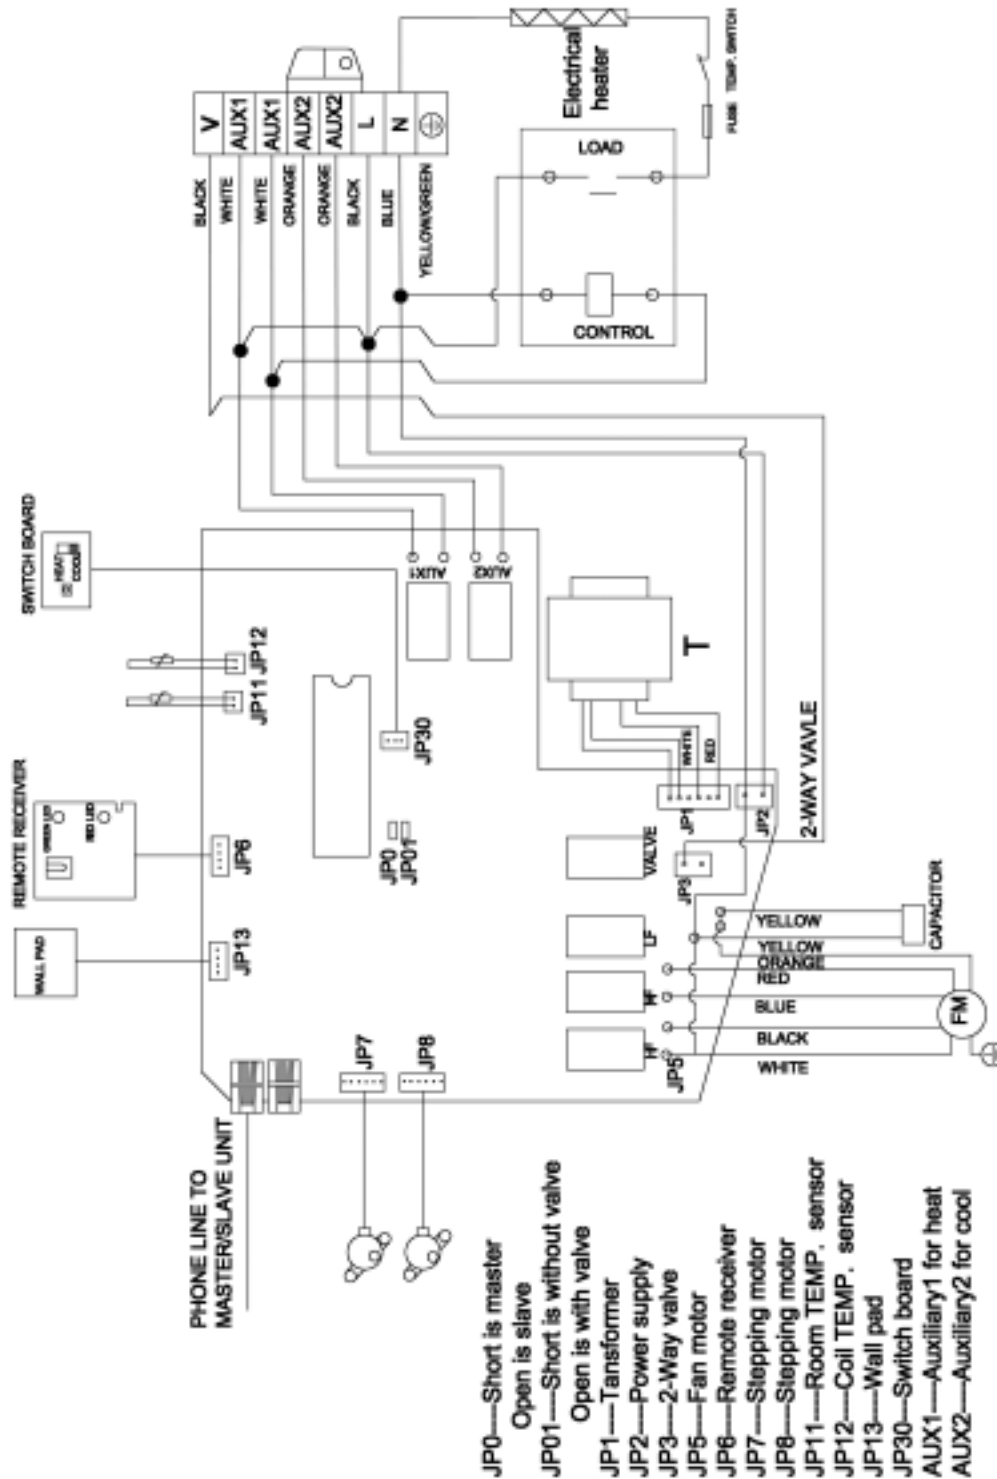 Electrical
heater
FUSE TEMP. SWITCH
V
AUX1
AUX1
AUX2
AUX2
L
N
BLACK
WHITE
WHITE
ORANGE
ORANGE
BLACK
BLUE
YELLOW/GREEN
LOAD
CONTROL
SWITCH BOARD
HEAT
COOL
JP11
JP12
AUX1
AUX2
T
REMOTE RECEIVER
GREEN LED
RED LED
JP6
JP30
JP0
JP01
WHITE
RED
JP1
JP2
2-WAY VAVLE
VALVE
JP3
WALL PAD
JP13
LF
MF
HF
JP5
YELLOW
YELLOW
ORANGE
RED
BLUE
BLACK
WHITE
CAPACITOR
FM
JP7
JP8
PHONE LINE TO
MASTER/SLAVE UNIT
JP0----Short is master
Open is slave
JP01----Short is without valve
Open is with valve
JP1----Tansformer
JP2----Power supply
JP3----2-Way valve
JP5----Fan motor
JP6----Remote receiver
JP7----Stepping motor
JP8----Stepping motor
JP11----Room TEMP. sensor
JP12----Coil TEMP. sensor
JP13----Wall pad
JP30---Switch board
AUX1---Auxiliary1 for heat
AUX2---Auxiliary2 for cool